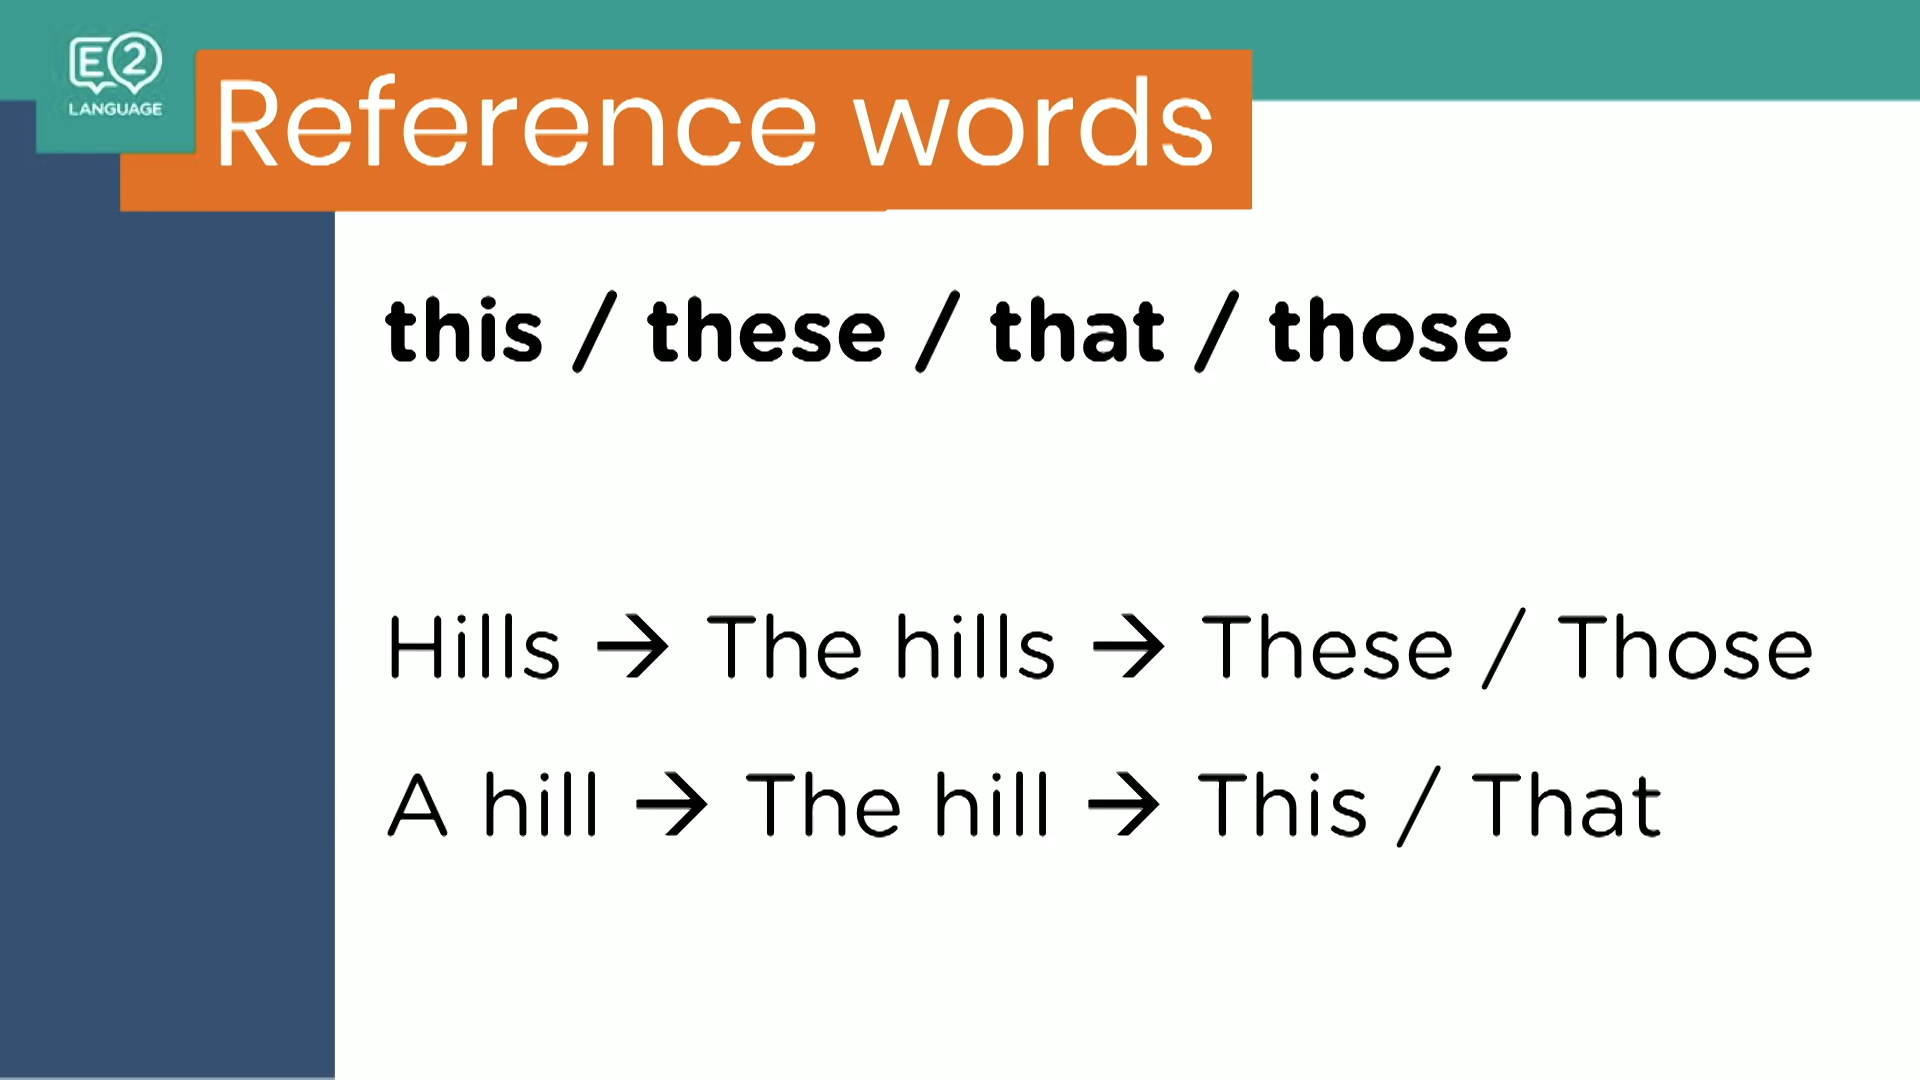 E2
LANGUAGE
Reference words
this / these / that / those
Hills → The hills → These / Those
A hill → The hill → This / That